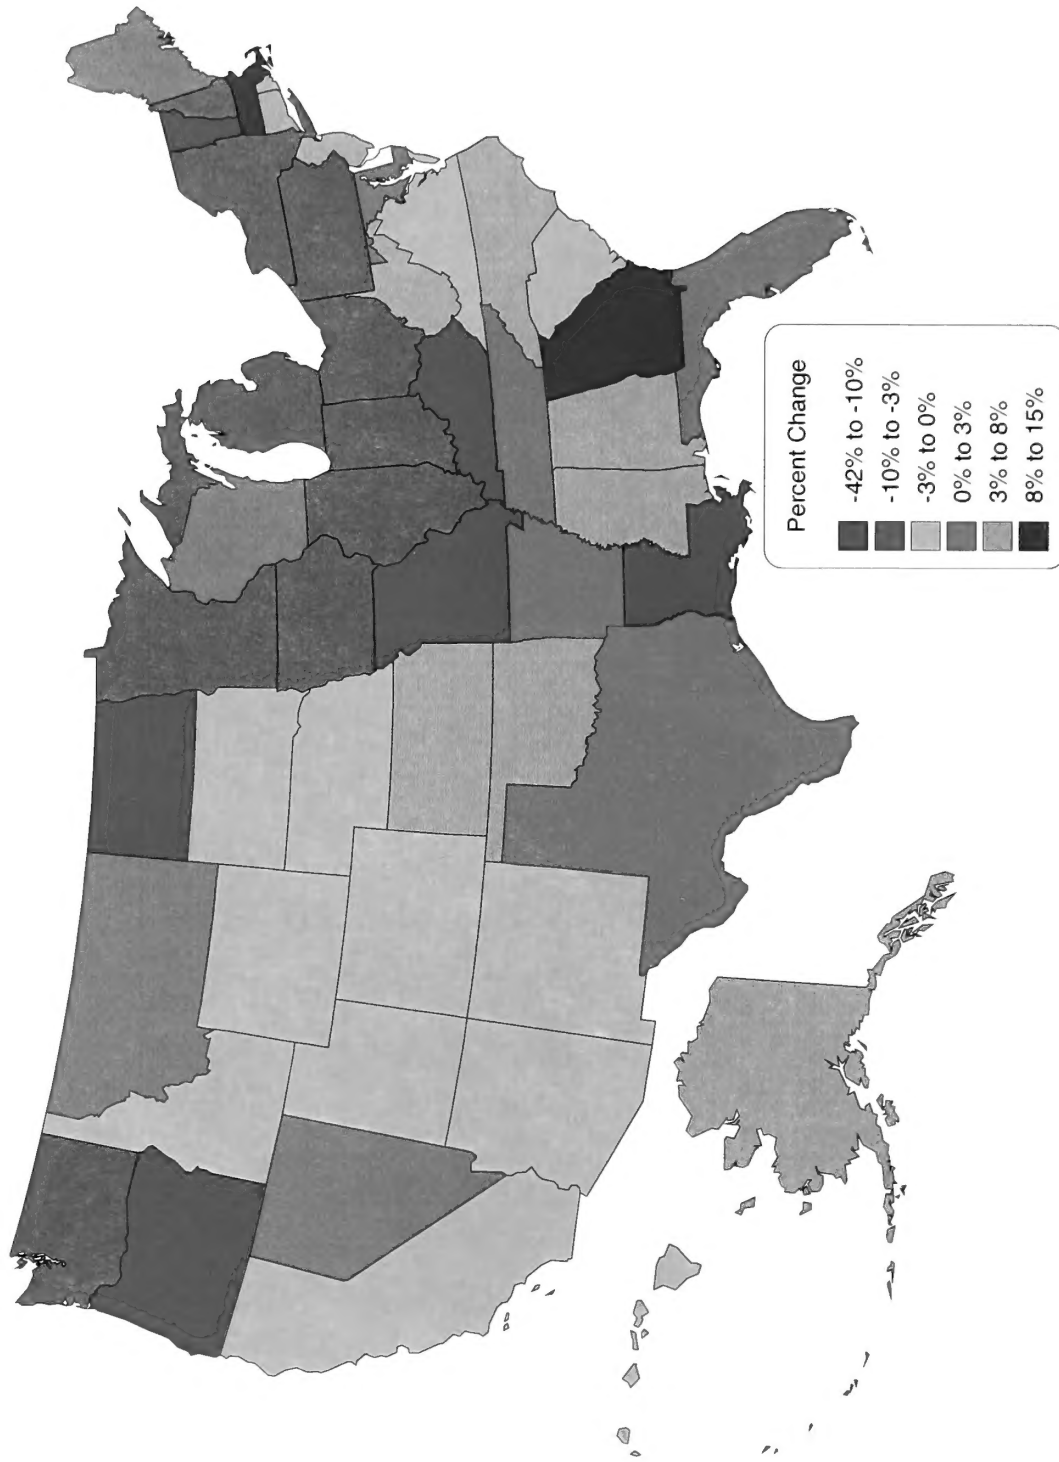 Percent Change
-42% to -10%
-10% to -3%
-3% to 0%
0% to 3%
3% to 8%
8% to 15%